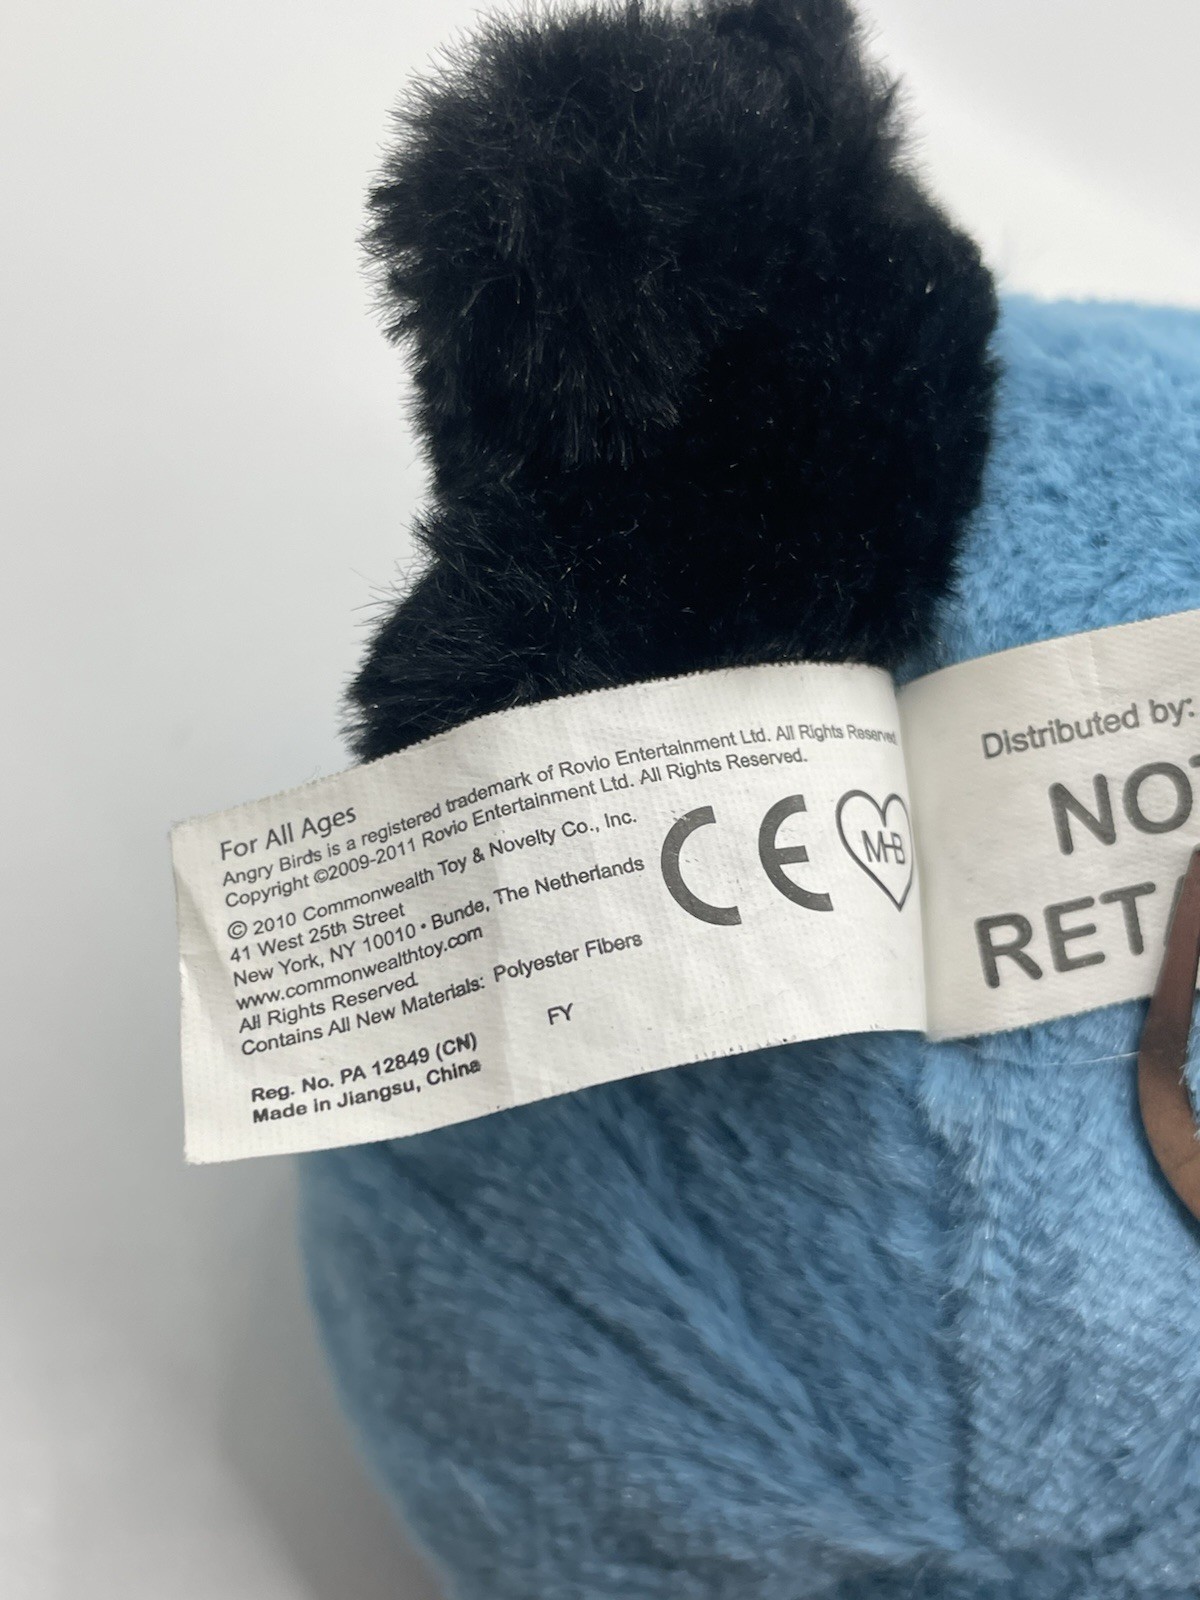 For All Ages
Angry Birds is a registered trademark of Rovio Entertainment Ltd. All Rights Reserved
Copyright ©2009-2011 Rovio Entertainment Ltd. All Rights Reserved.
© 2010 Commonwealth Toy & Novelty Co., Inc.
41 West 25th Street
New York, NY 10010 • Bunde, The Netherlands
www.commonwealthtoy.com
All Rights Reserved
Contains All New Materials: Polyester Fibers
FY
Reg. No. PA 12849 (CN)
Made in Jiangsu, China
CE
MHB
Distributed by: